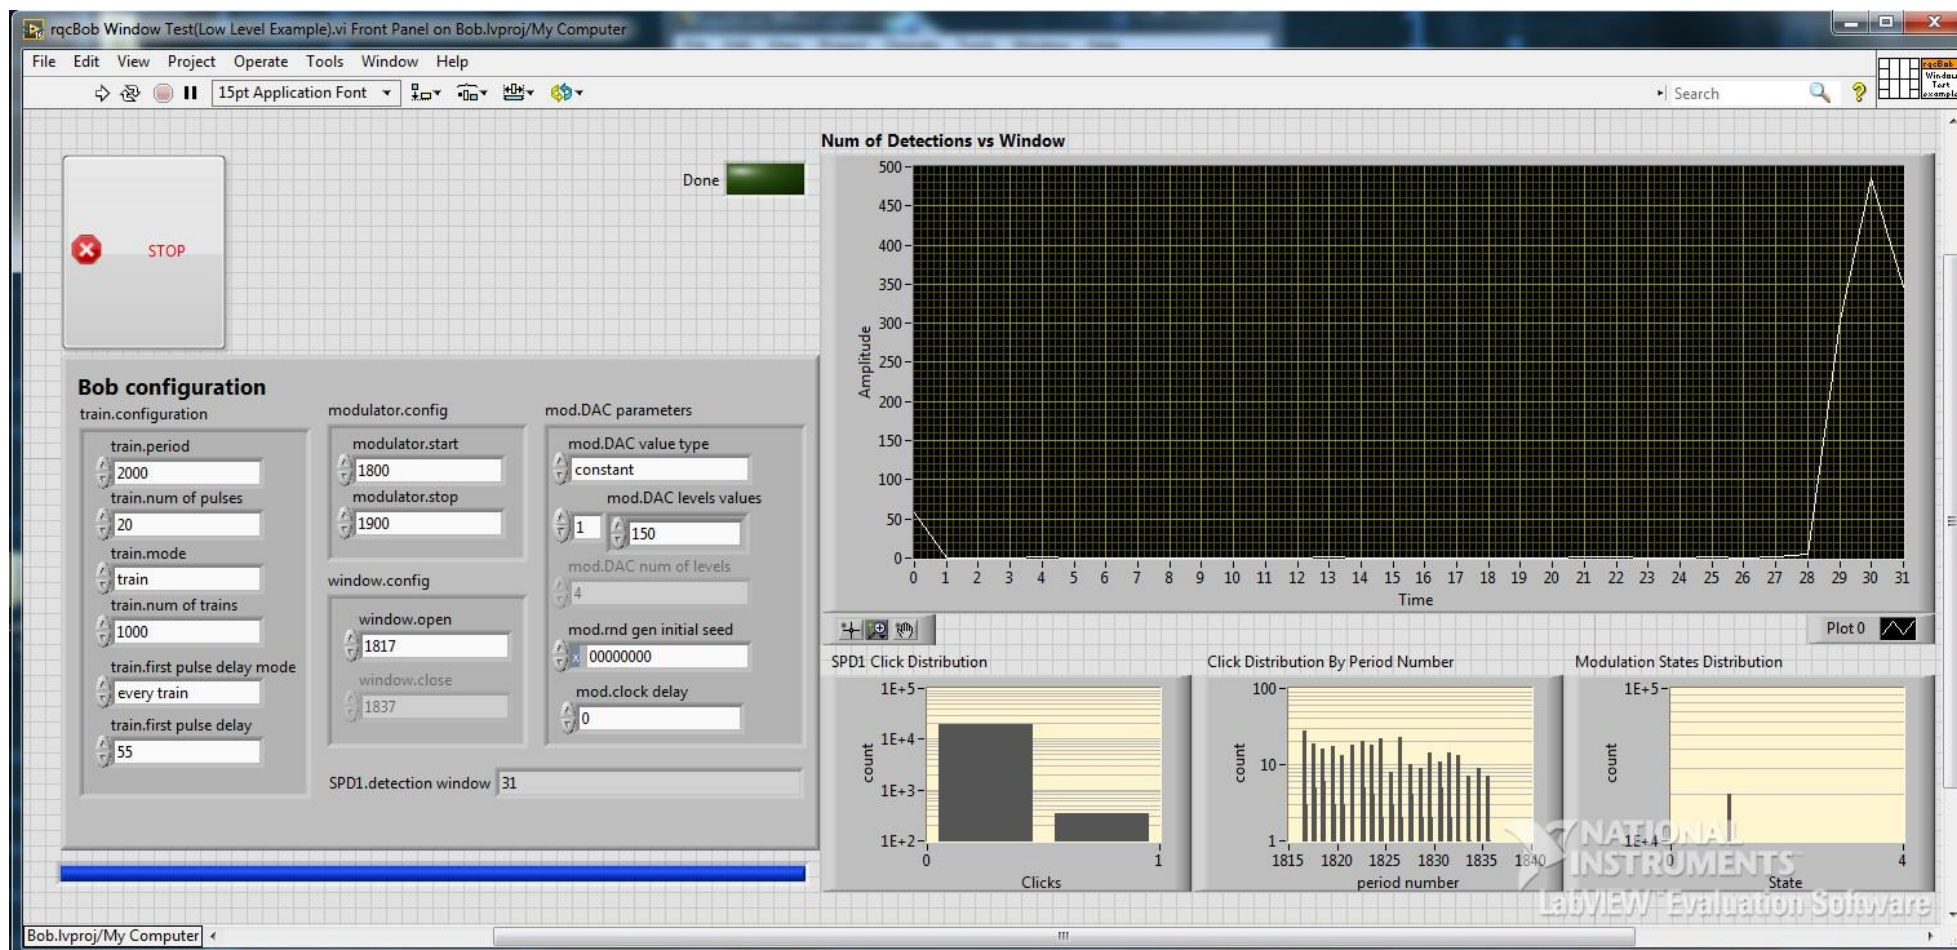 rqcBob Window Test(Low Level Example).vi Front Panel on Bob.lvproj/My Computer
File Edit View Project Operate Tools Window Help
15pt Application Font
Search
rqcBob
Window
Test
example
STOP
Done
Num of Detections vs Window
500
450
400
350
300
250
200
150
100
50
0
Amplitude
0 1 2 3 4 5 6 7 8 9 10 11 12 13 14 15 16 17 18 19 20 21 22 23 24 25 26 27 28 29 30 31
Time
Plot 0
Bob configuration
train.configuration
train.period
2000
train.num of pulses
20
train.mode
train
train.num of trains
1000
train.first pulse delay mode
every train
train.first pulse delay
55
modulator.config
modulator.start
1800
modulator.stop
1900
window.config
window.open
1817
window.close
1837
mod.DAC parameters
mod.DAC value type
constant
mod.DAC levels values
1 150
mod.DAC num of levels
4
mod.rnd gen initial seed
x 00000000
mod.clock delay
0
SPD1.detection window 31
SPD1 Click Distribution
1E+5
1E+4
1E+3
1E+2
count
0 1
Clicks
Click Distribution By Period Number
100
10
1
count
1815 1820 1825 1830 1835 1840
period number
Modulation States Distribution
1E+5
1E+4
count
0 4
State
NATIONAL
INSTRUMENTS
LabVIEW™ Evaluation Software
Bob.lvproj/My Computer